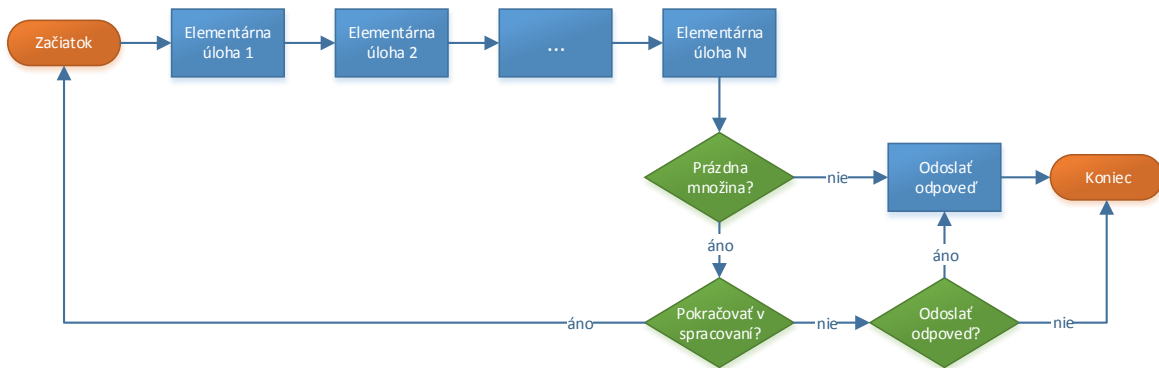 Začiatok
Elementárna
úloha 1
Elementárna
úloha 2
...
Elementárna
úloha N
Prázdna
množina?
nie
Odoslať
odpoveď
Koniec
áno
áno
áno
Pokračovať v
spracovaní?
nie
Odoslať
odpoveď?
nie